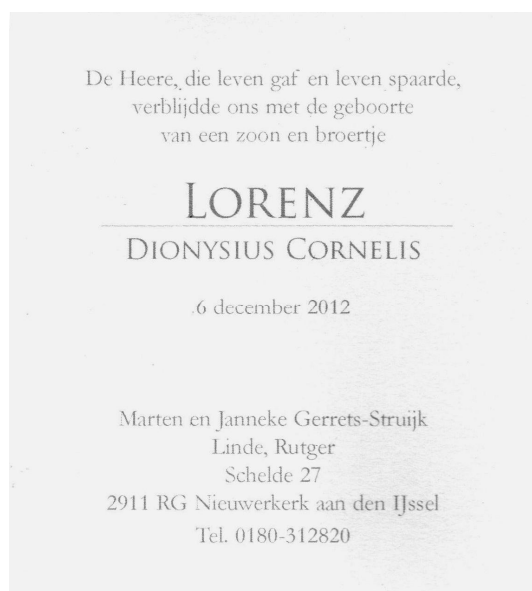 De Heere, die leven gaf en leven spaarde,
verblijdde ons met de geboorte
van een zoon en broertje
LORENZ
DIONYSIUS CORNELIS
6 december 2012
Marten en Janneke Gerrets-Struijk
Linde, Rutger
Schelde 27
2911 RG Nieuwerkerk aan den IJssel
Tel. 0180-312820